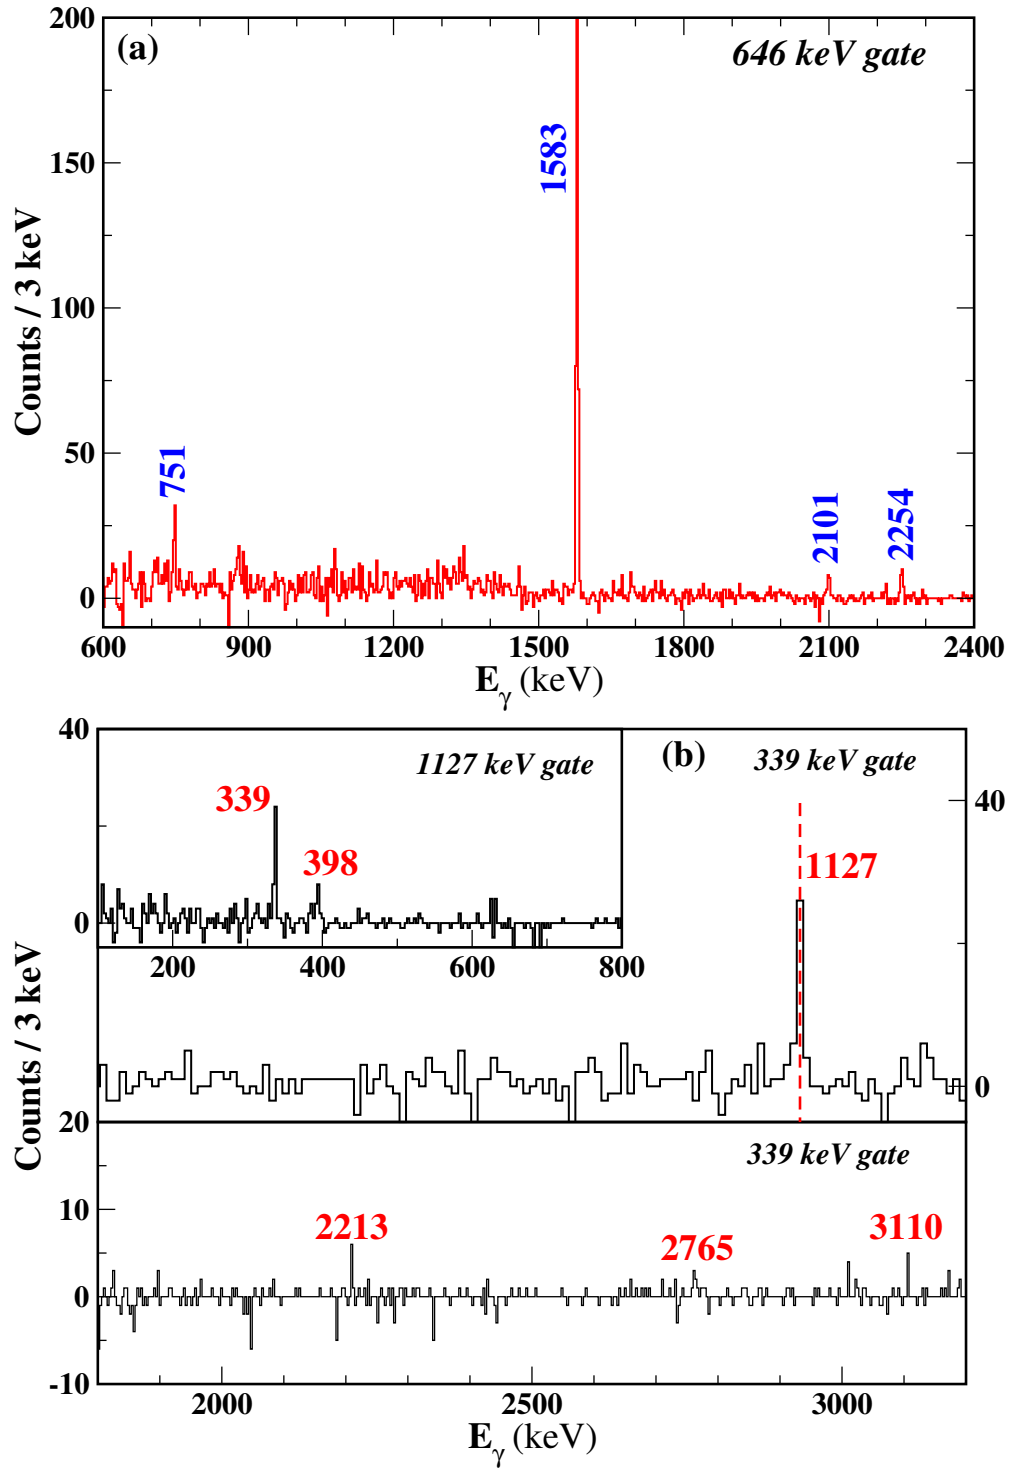 (a)
646 keV gate
200
150
100
50
0
Counts / 3 keV
751
1583
2101
2254
600 900 1200 1500 1800 2100 2400
Eγ (keV)
40
0
1127 keV gate
339
398
200 400 600 800
(b)
339 keV gate
40
0
1127
Counts / 3 keV
20
10
0
-10
339 keV gate
2213
2765
3110
2000 2500 3000
Eγ (keV)